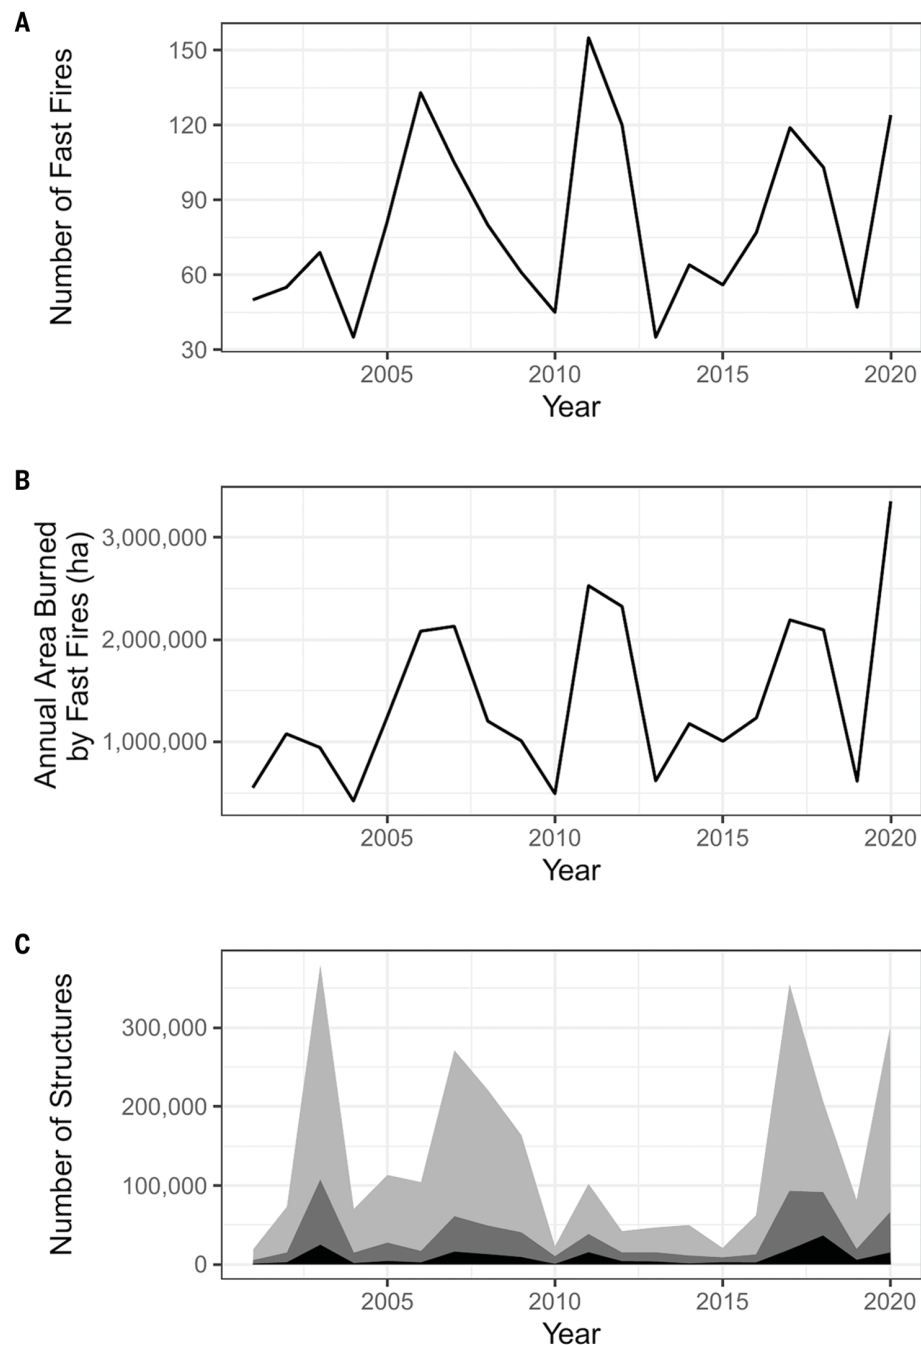 A
Number of Fast Fires
150
120
90
60
30
2005 2010 2015 2020
Year
B
Annual Area Burned
by Fast Fires (ha)
3,000,000
2,000,000
1,000,000
2005 2010 2015 2020
Year
C
Number of Structures
300,000
200,000
100,000
0
2005 2010 2015 2020
Year